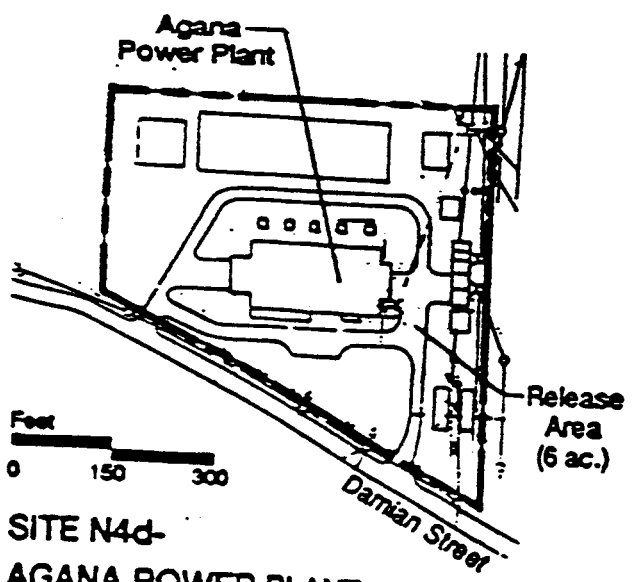 Agana
Power Plant
Release
Area
(6 ac.)
Feet
0 150 300
Damian Street
SITE N4d-
AGANA POWER PLANT